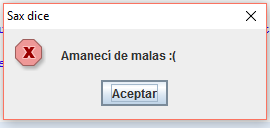 Sax dice
Amaneci de malas :(
Aceptar